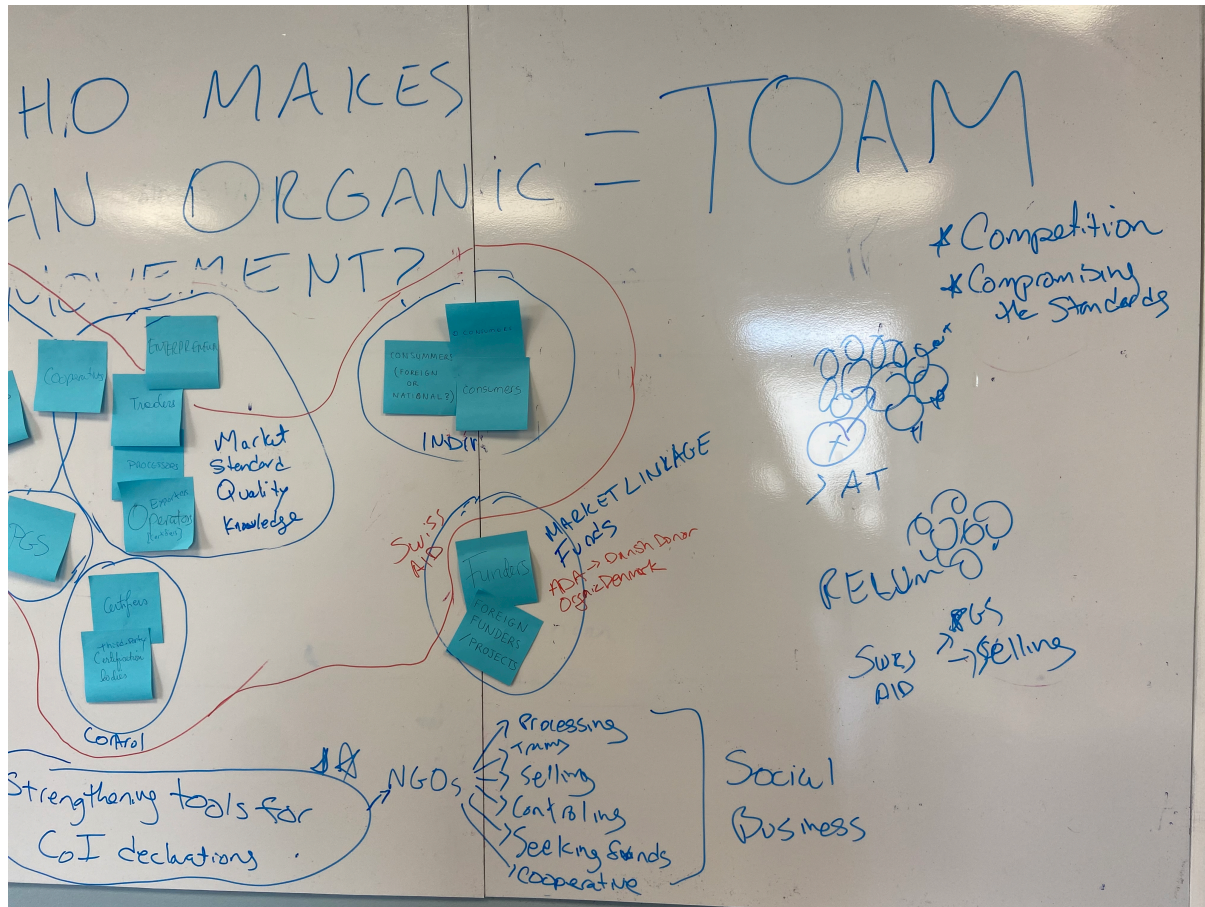 HO MAKES
AN ORGANIC
MOVEMENT?
= TOAM
=
* Competition
* Compromising
the Standards
Cooperatives
ENTERPRENEUR
Traders
PROCESSORS
Exporters
Operators
Market
Standard
Quality
Knowledge
CONSUMMERS
(FOREIGN
OR
NATIONAL?)
CONSUMERS
Consumers
INDIR.
PGS
Certifiers
third-party
Certification
bodies
Control
SWISS
AID
Funders
FOREIGN
FUNDERS
/PROJECTS
MARKET LINKAGE
FUNDS
ADA → Danish Donor
Organic Denmark
> AT
SWISS
AID
→ PGS
→ Selling
Strengthening tools for
CoI declarations
NGOs
Processing
Selling
Controling
Seeking funds
Cooperative
Social
Business